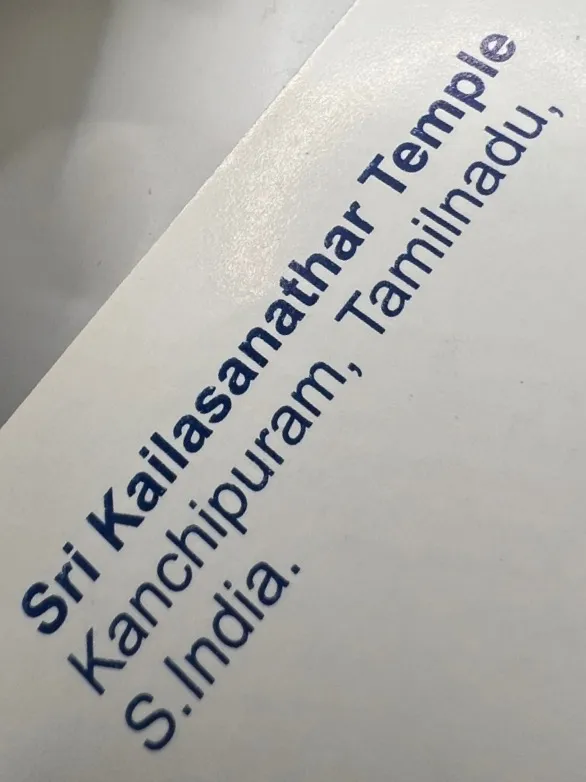 Sri Kailasanathar Temple
Kanchipuram, Tamilnadu,
S.India.